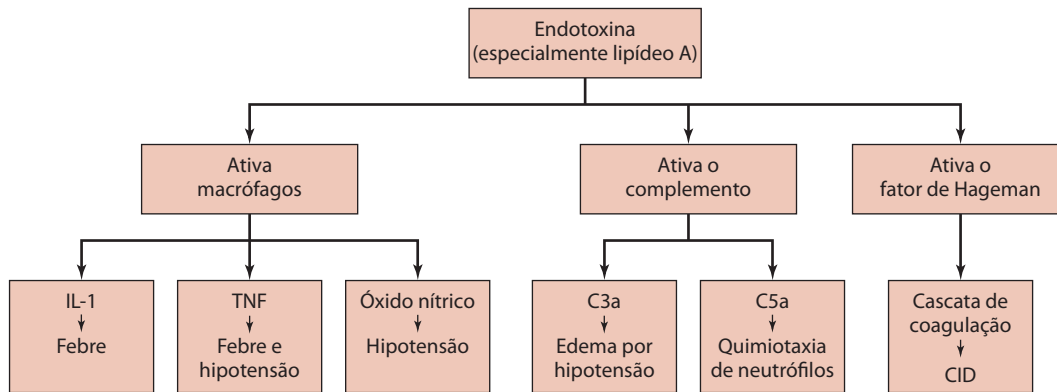 Endotoxina
(especialmente lipídeo A)
Ativa
macrófagos
Ativa o
complemento
Ativa o
fator de Hageman
IL-1
Febre
TNF
Febre e
hipotensão
Óxido nítrico
Hipotensão
C3a
Edema por
hipotensão
C5a
Quimiotaxia
de neutrófilos
Cascata de
coagulação
CID